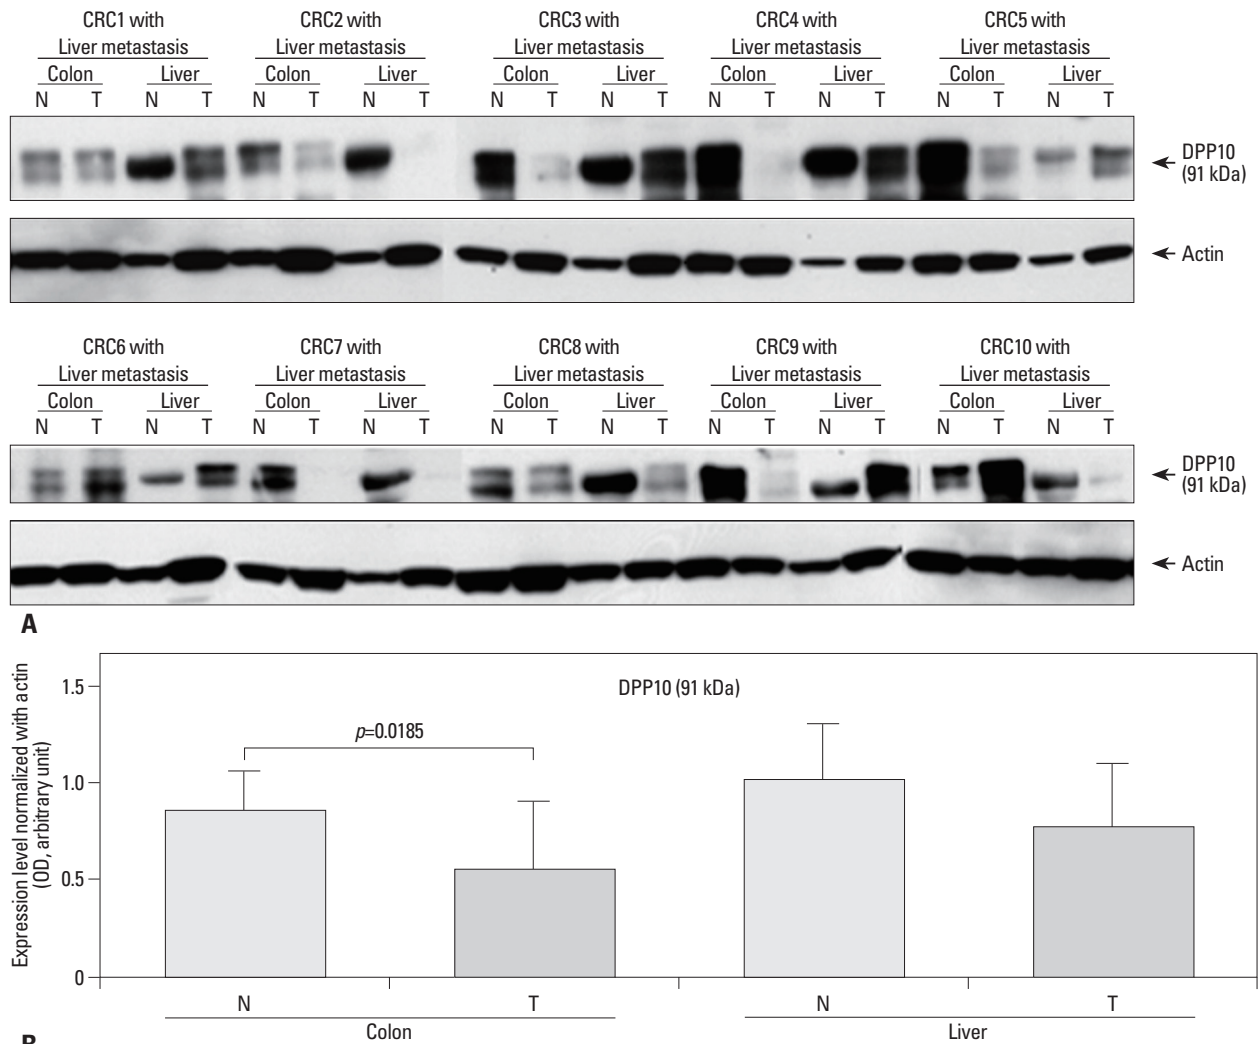 CRC1 with CRC2 with CRC3 with CRC4 with CRC5 with
Liver metastasis Liver metastasis Liver metastasis Liver metastasis Liver metastasis
Colon Liver Colon Liver Colon Liver Colon Liver Colon Liver
N T N T N T N T N T N T N T N T N T N T
DPP10
(91 kDa)
Actin
CRC6 with CRC7 with CRC8 with CRC9 with CRC10 with
Liver metastasis Liver metastasis Liver metastasis Liver metastasis Liver metastasis
Colon Liver Colon Liver Colon Liver Colon Liver Colon Liver
N T N T N T N T N T N T N T N T N T N T
DPP10
(91 kDa)
Actin
A
Expression level normalized with actin
(OD, arbitrary unit)
1.5
1.0
0.5
0
DPP10 (91 kDa)
p=0.0185
N T N T
Colon Liver
B